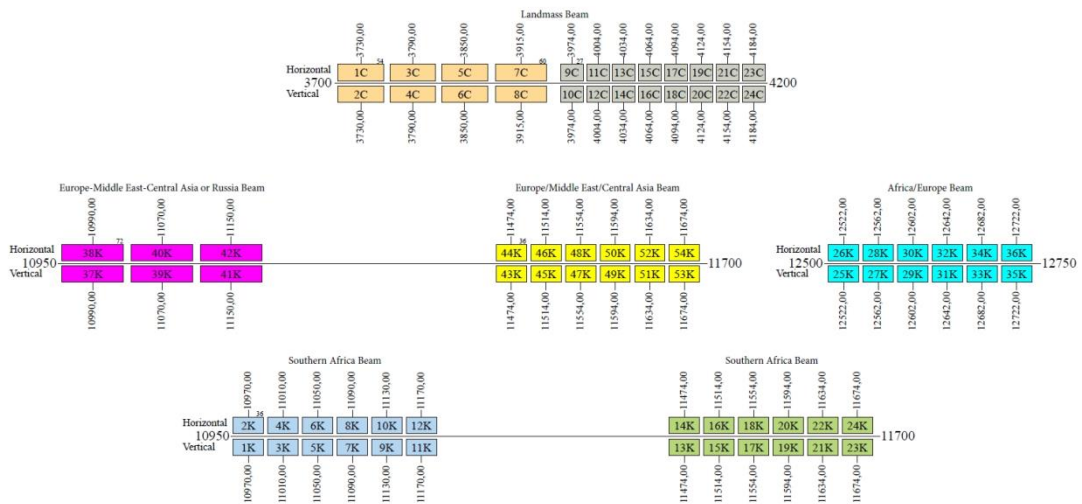 Landmass Beam
3730,00 3790,00 3850,00 3915,00 3974,00 4004,00 4034,00 4064,00 4094,00 4124,00 4154,00 4184,00
54 60 27
Horizontal 1C 3C 5C 7C 9C 11C 13C 15C 17C 19C 21C 23C
3700 4200
Vertical 2C 4C 6C 8C 10C 12C 14C 16C 18C 20C 22C 24C
3730,00 3790,00 3850,00 3915,00 3974,00 4004,00 4034,00 4064,00 4094,00 4124,00 4154,00 4184,00
Europe-Middle East-Central Asia or Russia Beam
10990,00 11070,00 11150,00
72
Horizontal 38K 40K 42K
10950
Vertical 37K 39K 41K
10990,00 11070,00 11150,00
Europe/Middle East/Central Asia Beam
11474,00 11514,00 11554,00 11594,00 11634,00 11674,00
36
44K 46K 48K 50K 52K 54K
11700
43K 45K 47K 49K 51K 53K
11474,00 11514,00 11554,00 11594,00 11634,00 11674,00
Africa/Europe Beam
12522,00 12562,00 12602,00 12642,00 12682,00 12722,00
Horizontal 26K 28K 30K 32K 34K 36K
12500 12750
Vertical 25K 27K 29K 31K 33K 35K
12522,00 12562,00 12602,00 12642,00 12682,00 12722,00
Southern Africa Beam
10970,00 11010,00 11050,00 11090,00 11130,00 11170,00
36
Horizontal 2K 4K 6K 8K 10K 12K
10950
Vertical 1K 3K 5K 7K 9K 11K
10970,00 11010,00 11050,00 11090,00 11130,00 11170,00
Southern Africa Beam
11474,00 11514,00 11554,00 11594,00 11634,00 11674,00
14K 16K 18K 20K 22K 24K
11700
13K 15K 17K 19K 21K 23K
11474,00 11514,00 11554,00 11594,00 11634,00 11674,00